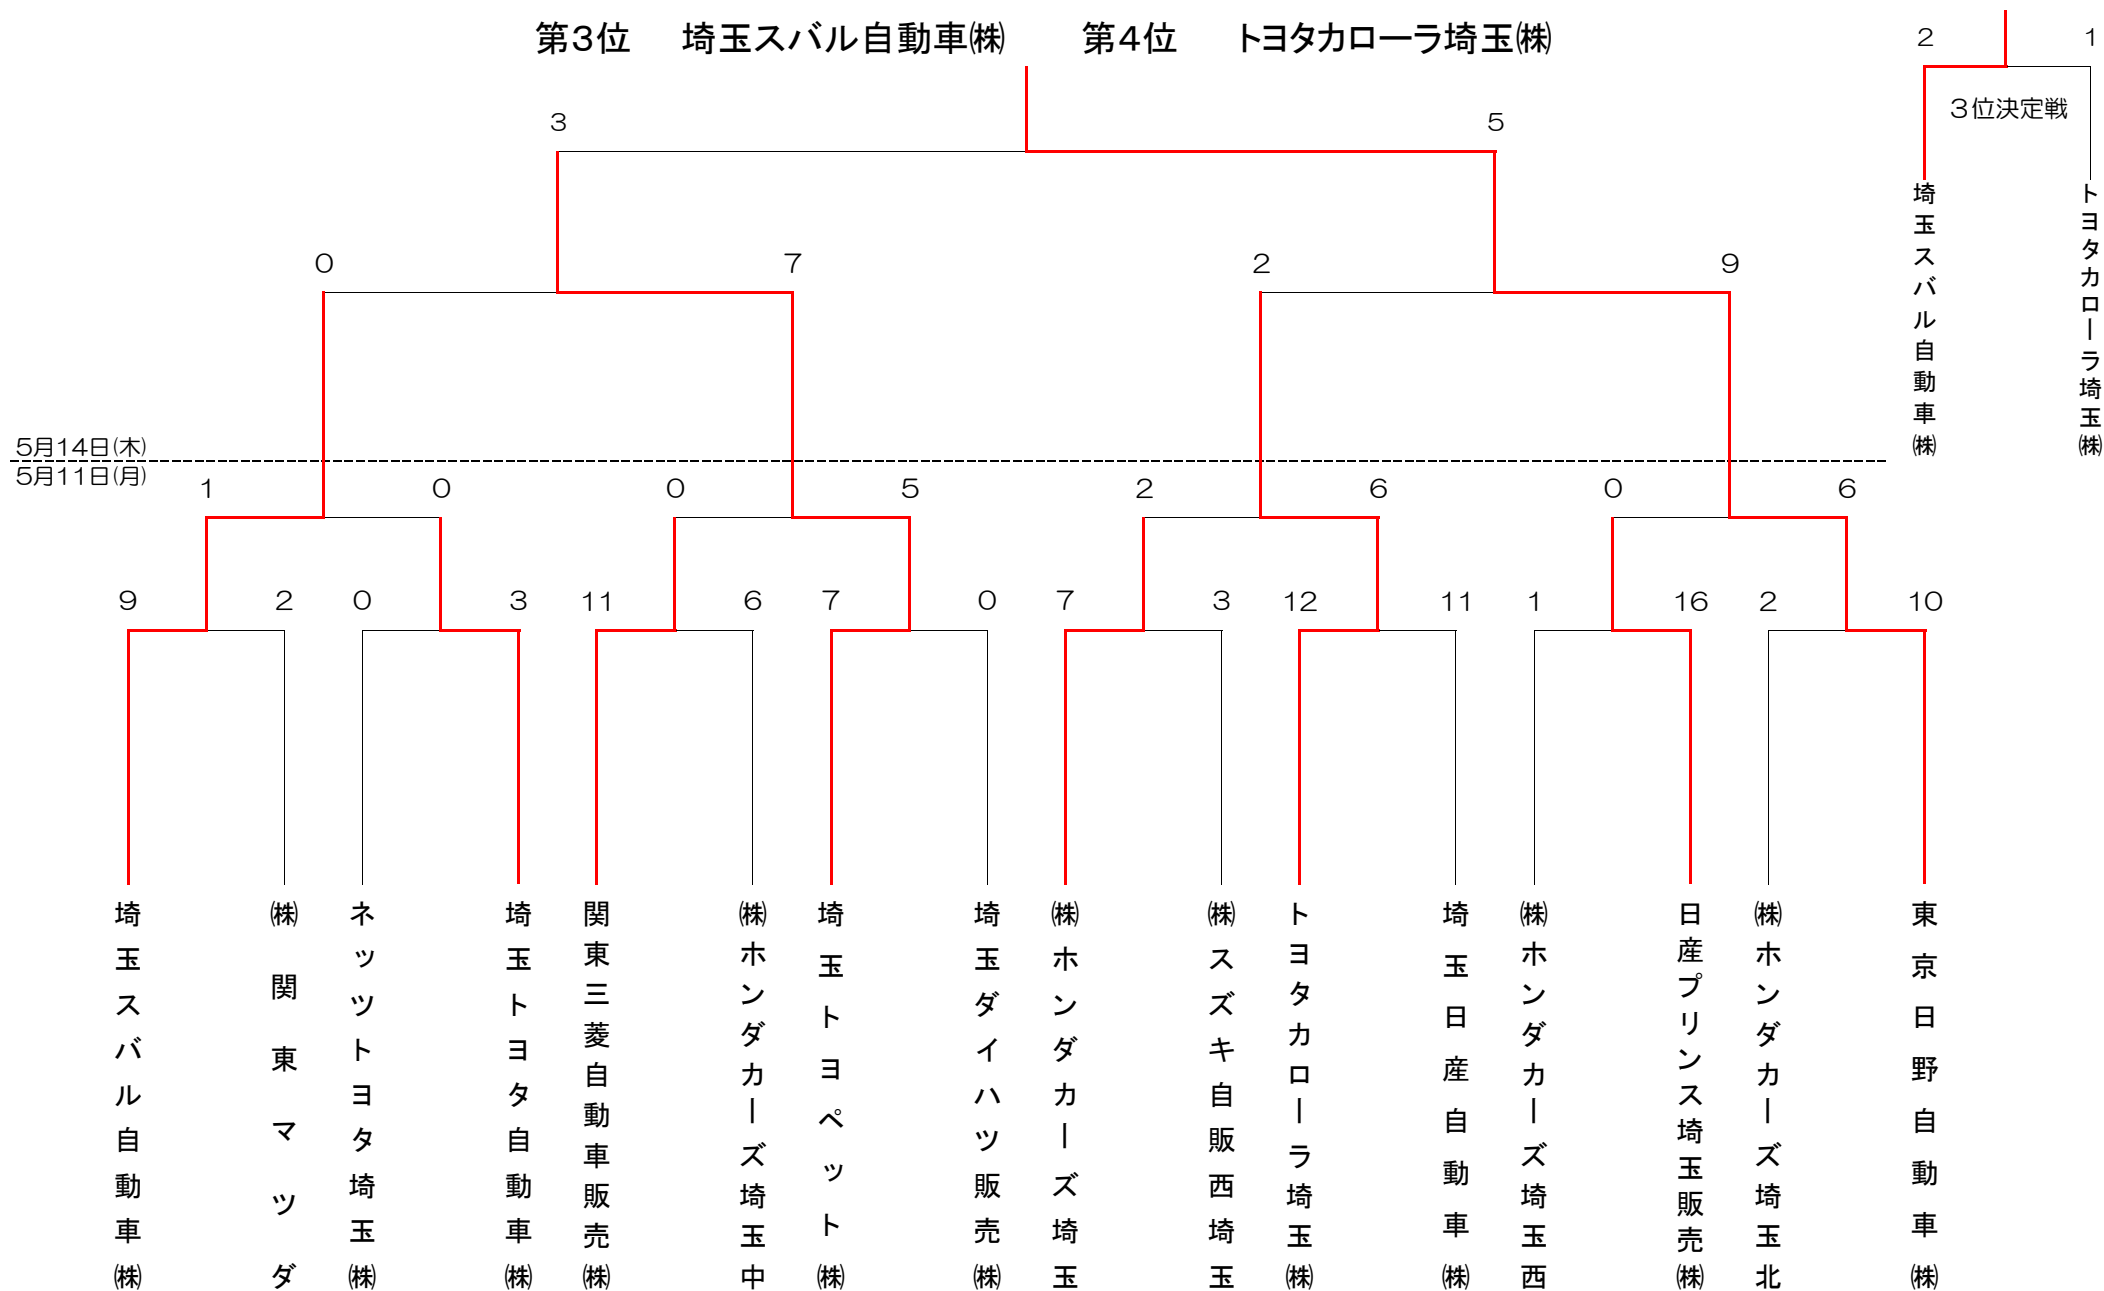 第3位 埼玉スバル自動車㈱ 第4位 トヨタカローラ埼玉㈱
2 1
3位決定戦
埼玉スバル自動車㈱
トヨタカローラ埼玉㈱
3 5
0 7 2 9
5月14日(木)
5月11日(月)
1 0 0 5 2 6 0 6
9 2 0 3 11 6 7 0 7 3 12 11 1 16 2 10
埼玉スバル自動車㈱
㈱関東マツダ
ネッツトヨタ埼玉㈱
埼玉トヨタ自動車㈱
関東三菱自動車販売㈱
㈱ホンダカーズ埼玉中
埼玉トヨペット㈱
埼玉ダイハツ販売㈱
㈱ホンダカーズ埼玉
㈱スズキ自販西埼玉
トヨタカローラ埼玉㈱
埼玉日産自動車㈱
㈱ホンダカーズ埼玉西
日産プリンス埼玉販売㈱
㈱ホンダカーズ埼玉北
東京日野自動車㈱